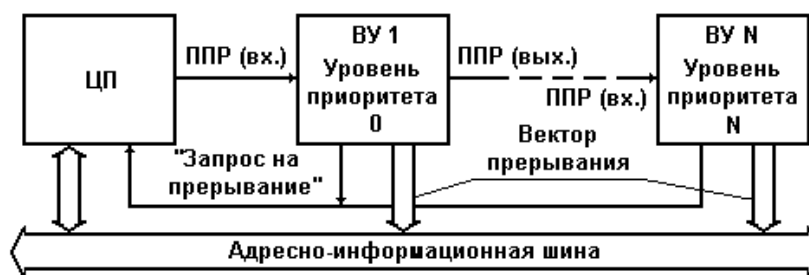 ЦП
ППР (вх.)
ВУ 1
Уровень
приоритета
0
ППР (вых.)
ППР (вх.)
ВУ N
Уровень
приоритета
N
"Запрос на
прерывание"
Вектор
прерывания
Адресно-информационная шина